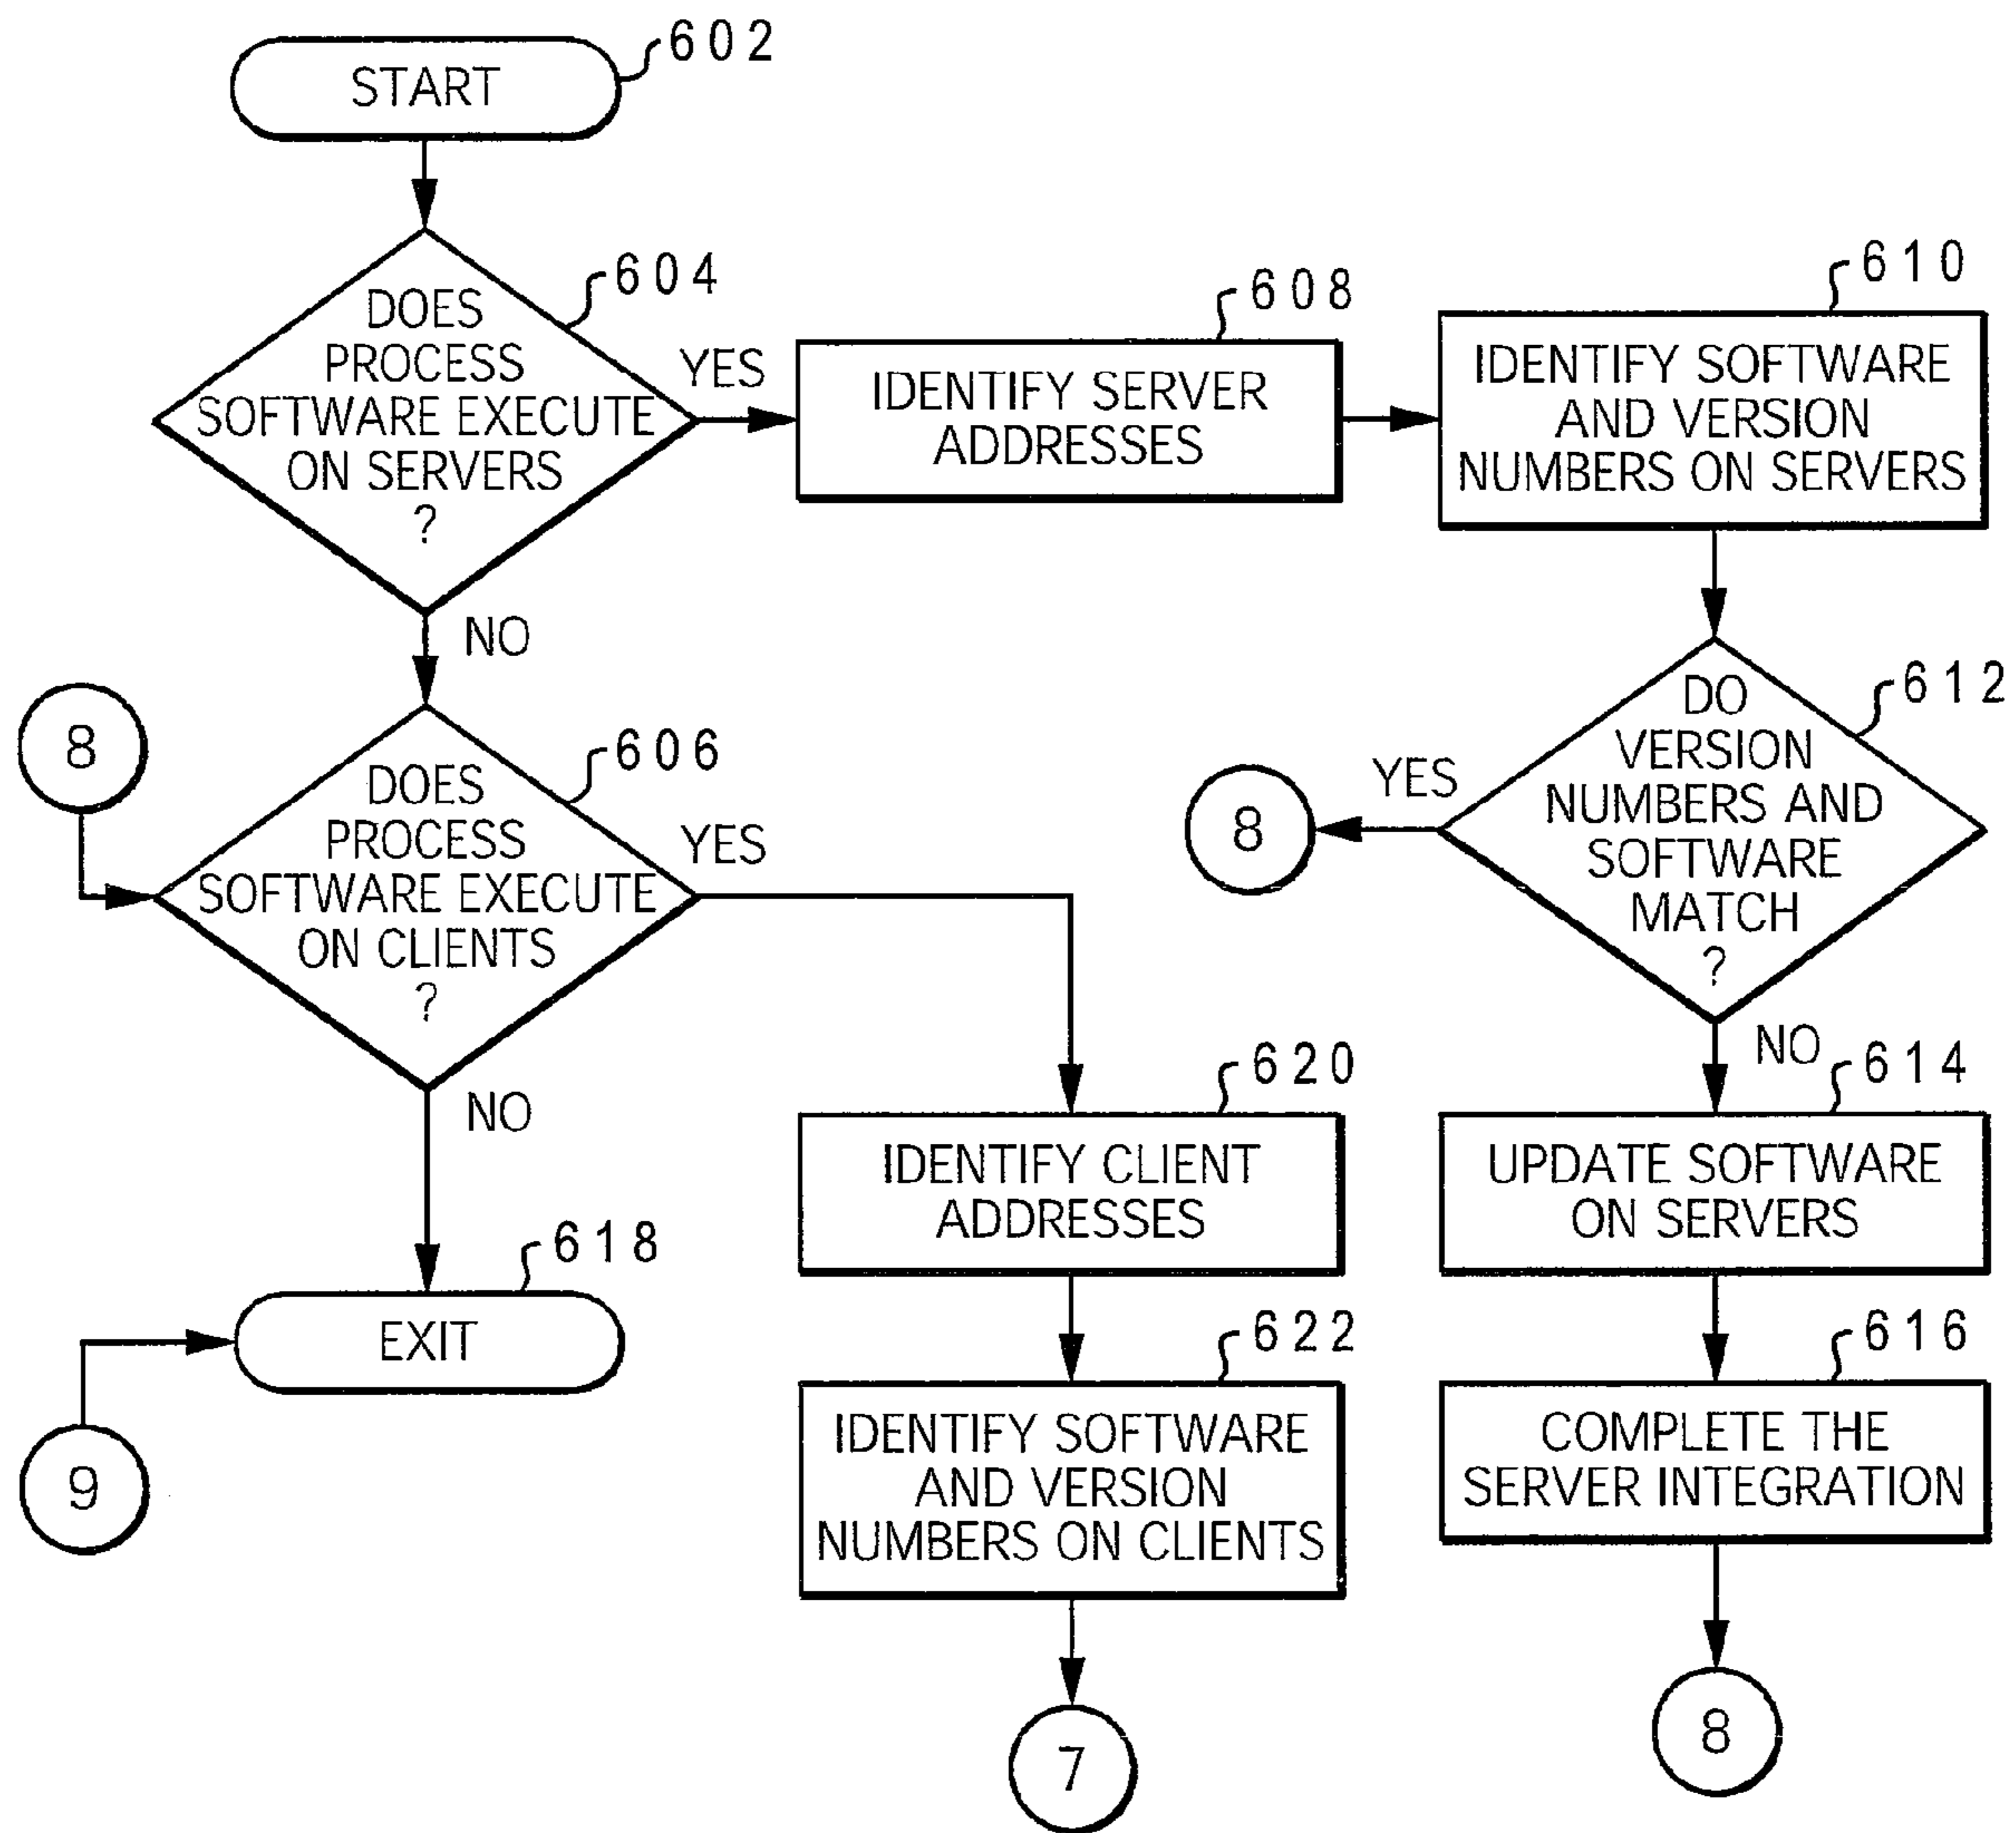 602
START
604
DOES
PROCESS
SOFTWARE EXECUTE
ON SERVERS
?
YES
NO
608
IDENTIFY SERVER
ADDRESSES
610
IDENTIFY SOFTWARE
AND VERSION
NUMBERS ON SERVERS
612
DO
VERSION
NUMBERS AND
SOFTWARE
MATCH
?
YES
8
NO
8
606
DOES
PROCESS
SOFTWARE EXECUTE
ON CLIENTS
?
YES
NO
614
UPDATE SOFTWARE
ON SERVERS
616
COMPLETE THE
SERVER INTEGRATION
8
620
IDENTIFY CLIENT
ADDRESSES
622
IDENTIFY SOFTWARE
AND VERSION
NUMBERS ON CLIENTS
7
618
EXIT
9